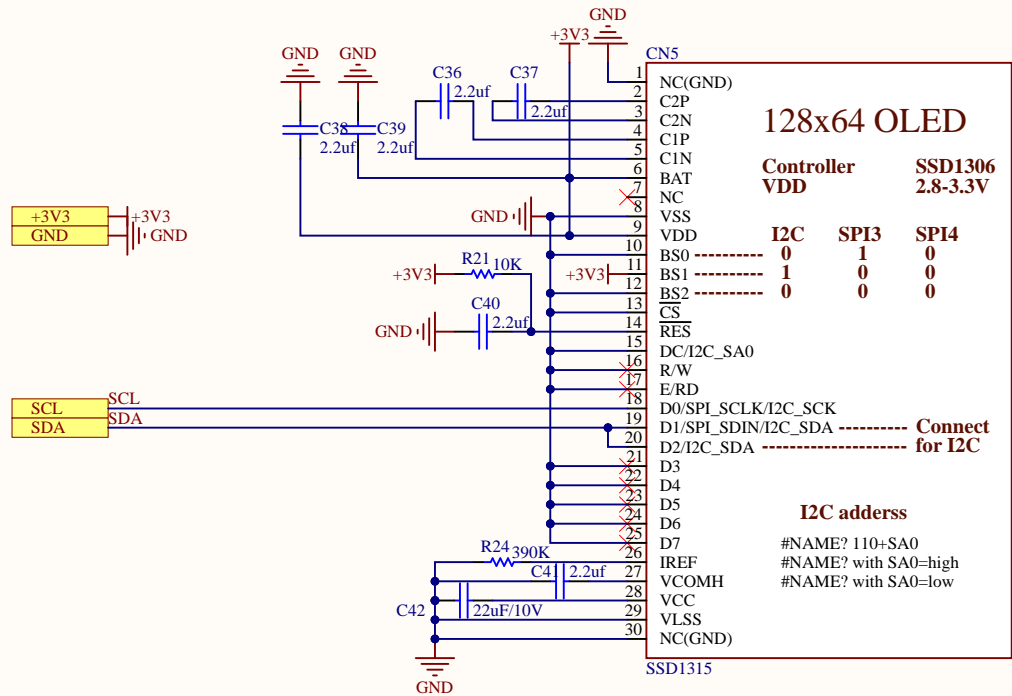 GND
+3V3
CN5
GND
GND
C36
2.2uf
C37
2.2uf
C38
2.2uf
C39
2.2uf
1
NC(GND)
2
C2P
3
C2N
4
C1P
5
C1N
6
BAT
7
NC
8
VSS
9
VDD
10
BS0
11
BS1
12
BS2
13
CS
14
RES
15
DC/I2C_SA0
16
R/W
17
E/RD
18
D0/SPI_SCLK/I2C_SCK
19
D1/SPI_SDIN/I2C_SDA
20
D2/I2C_SDA
21
D3
22
D4
23
D5
24
D6
25
D7
26
IREF
27
VCOMH
28
VCC
29
VLSS
30
NC(GND)
128x64 OLED
Controller SSD1306
VDD 2.8-3.3V
I2C SPI3 SPI4
0 1 0
1 0 0
0 0 0
Connect
for I2C
I2C aderss
#NAME? 110+SA0
#NAME? with SA0=high
#NAME? with SA0=low
SSD1315
+3V3
+3V3
GND
GND
GND
R21
10K
+3V3
+3V3
C40
2.2uf
GND
SCL
SCL
SDA
SDA
R24
390K
C41
2.2uf
C42
22uF/10V
GND